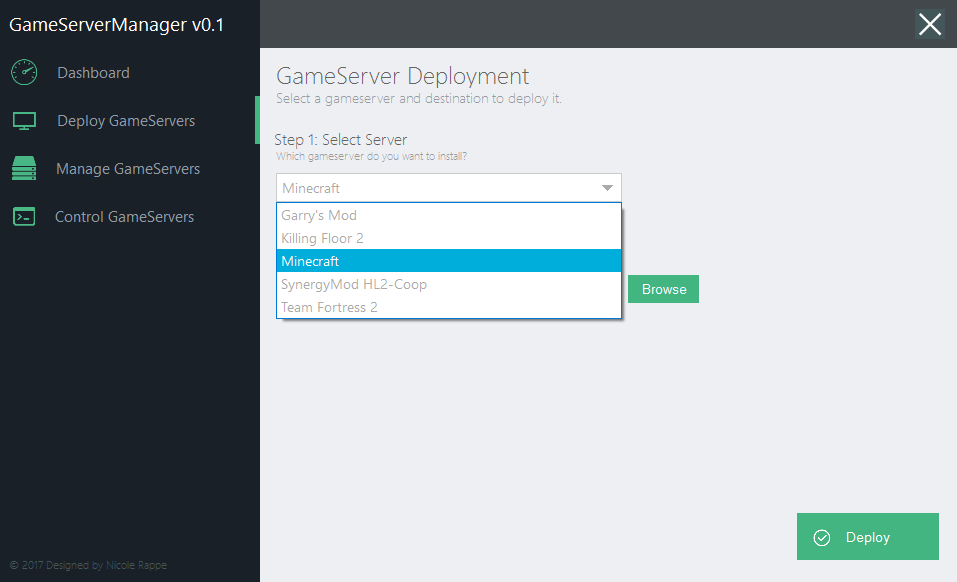 GameServerManager v0.1
Dashboard
Deploy GameServers
Manage GameServers
Control GameServers
© 2017 Designed by Nicole Rappe
GameServer Deployment
Select a gameserver and destination to deploy it.
Step 1: Select Server
Which gameserver do you want to install?
Minecraft
Garry's Mod
Killing Floor 2
Minecraft
SynergyMod HL2-Coop
Team Fortress 2
Browse
Deploy